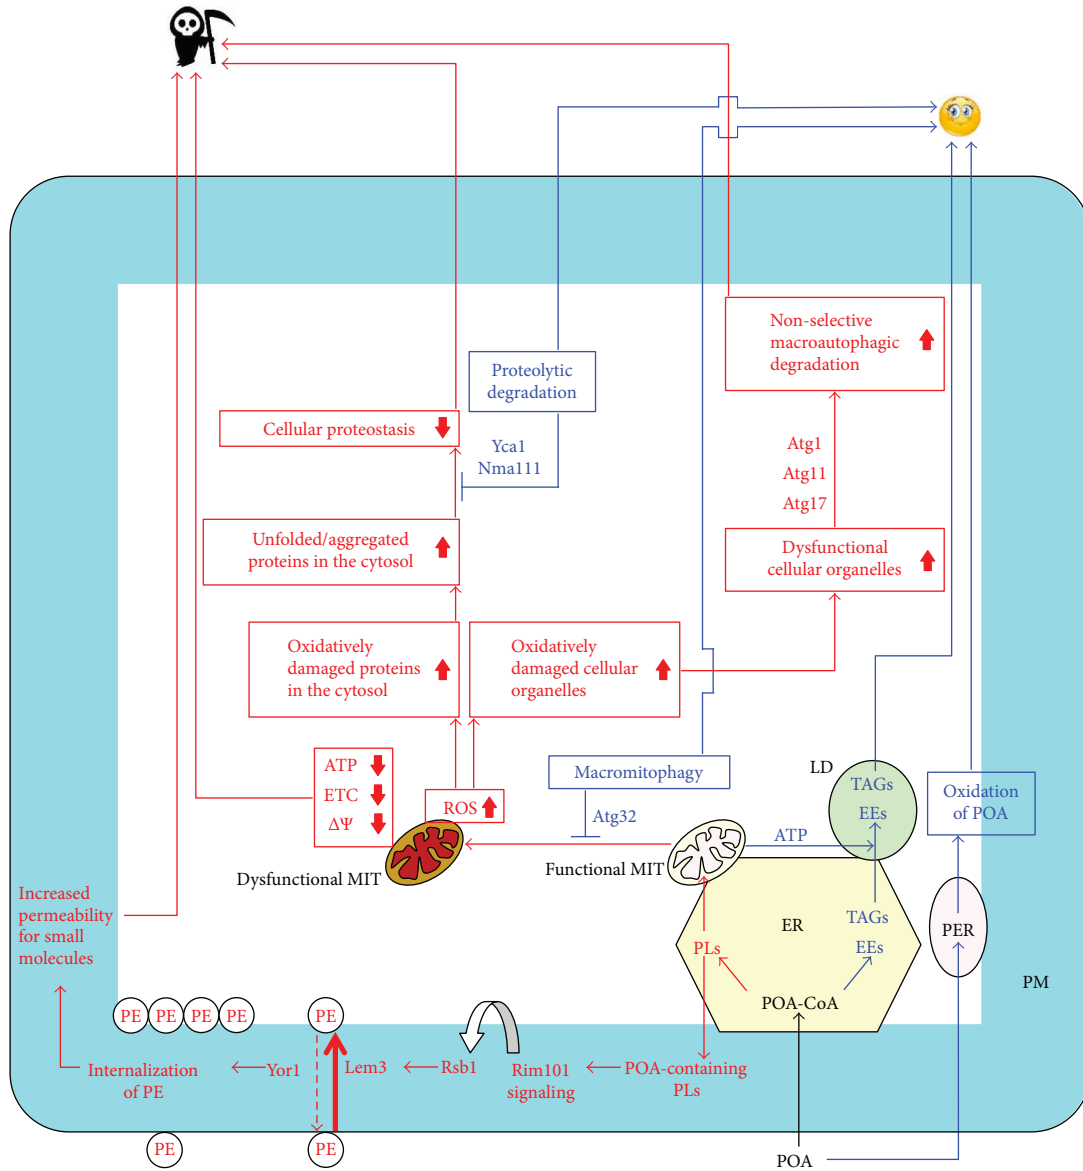 Non-selective
macroautophagic
degradation
Proteolytic
degradation
Cellular proteostasis
Yca1
Nma111
Atg1
Atg11
Atg17
Unfolded/aggregated
proteins in the cytosol
Dysfunctional
cellular organelles
Oxidatively
damaged proteins
in the cytosol
Oxidatively
damaged cellular
organelles
ATP
ETC
ΔΨ
ROS
Macromitophagy
Atg32
LD
TAGs
EEs
Oxidation
of POA
ATP
Dysfunctional MIT
Functional MIT
Increased
permeability
for small
molecules
ER
TAGs
EEs
PLs
PER
POA-CoA
PM
PE PE PE PE
PE
Internalization
of PE
Yor1
Lem3
Rsb1
Rim101
signaling
POA-containing
PLs
PE
PE
POA